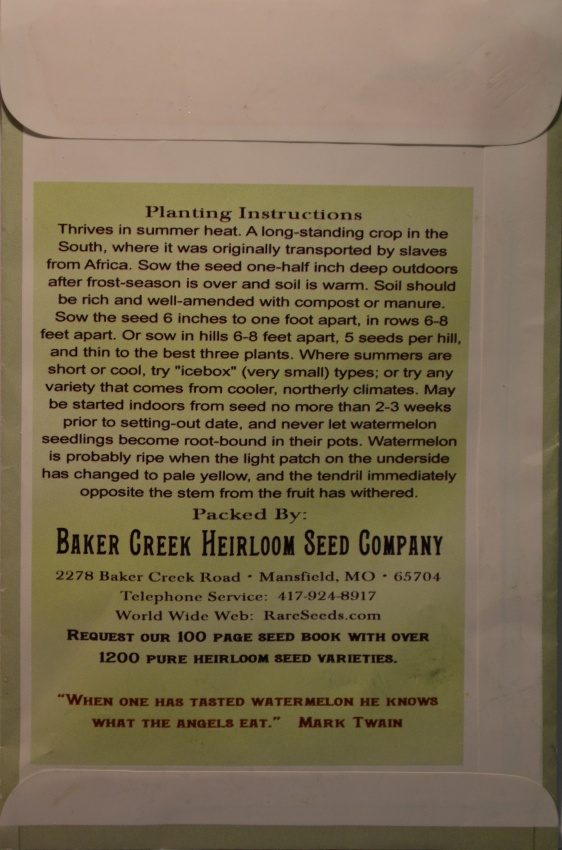 Planting Instructions
Thrives in summer heat. A long-standing crop in the
South, where it was originally transported by slaves
from Africa. Sow the seed one-half inch deep outdoors
after frost-season is over and soil is warm. Soil should
be rich and well-amended with compost or manure.
Sow the seed 6 inches to one foot apart, in rows 6-8
feet apart. Or sow in hills 6-8 feet apart, 5 seeds per hill,
and thin to the best three plants. Where summers are
short or cool, try "icebox" (very small) types; or try any
variety that comes from cooler, northerly climates. May
be started indoors from seed no more than 2-3 weeks
prior to setting-out date, and never let watermelon
seedlings become root-bound in their pots. Watermelon
is probably ripe when the light patch on the underside
has changed to pale yellow, and the tendril immediately
opposite the stem from the fruit has withered.
Packed By:
Baker Creek Heirloom Seed Company
2278 Baker Creek Road · Mansfield, MO · 65704
Telephone Service: 417-924-8917
World Wide Web: RareSeeds.com
Request our 100 page seed book with over
1200 pure heirloom seed varieties.
"When one has tasted watermelon he knows
what the angels eat." Mark Twain